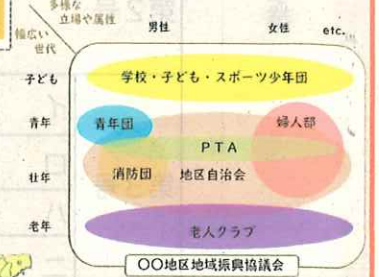 多様な
立場や属性
幅広い
世代
男性
女性
etc.
子ども
学校・子ども・スポーツ少年団
青年
青年団
婦人部
PTA
壮年
消防団
地区自治会
老年
老人クラブ
〇〇地区地域振興協議会